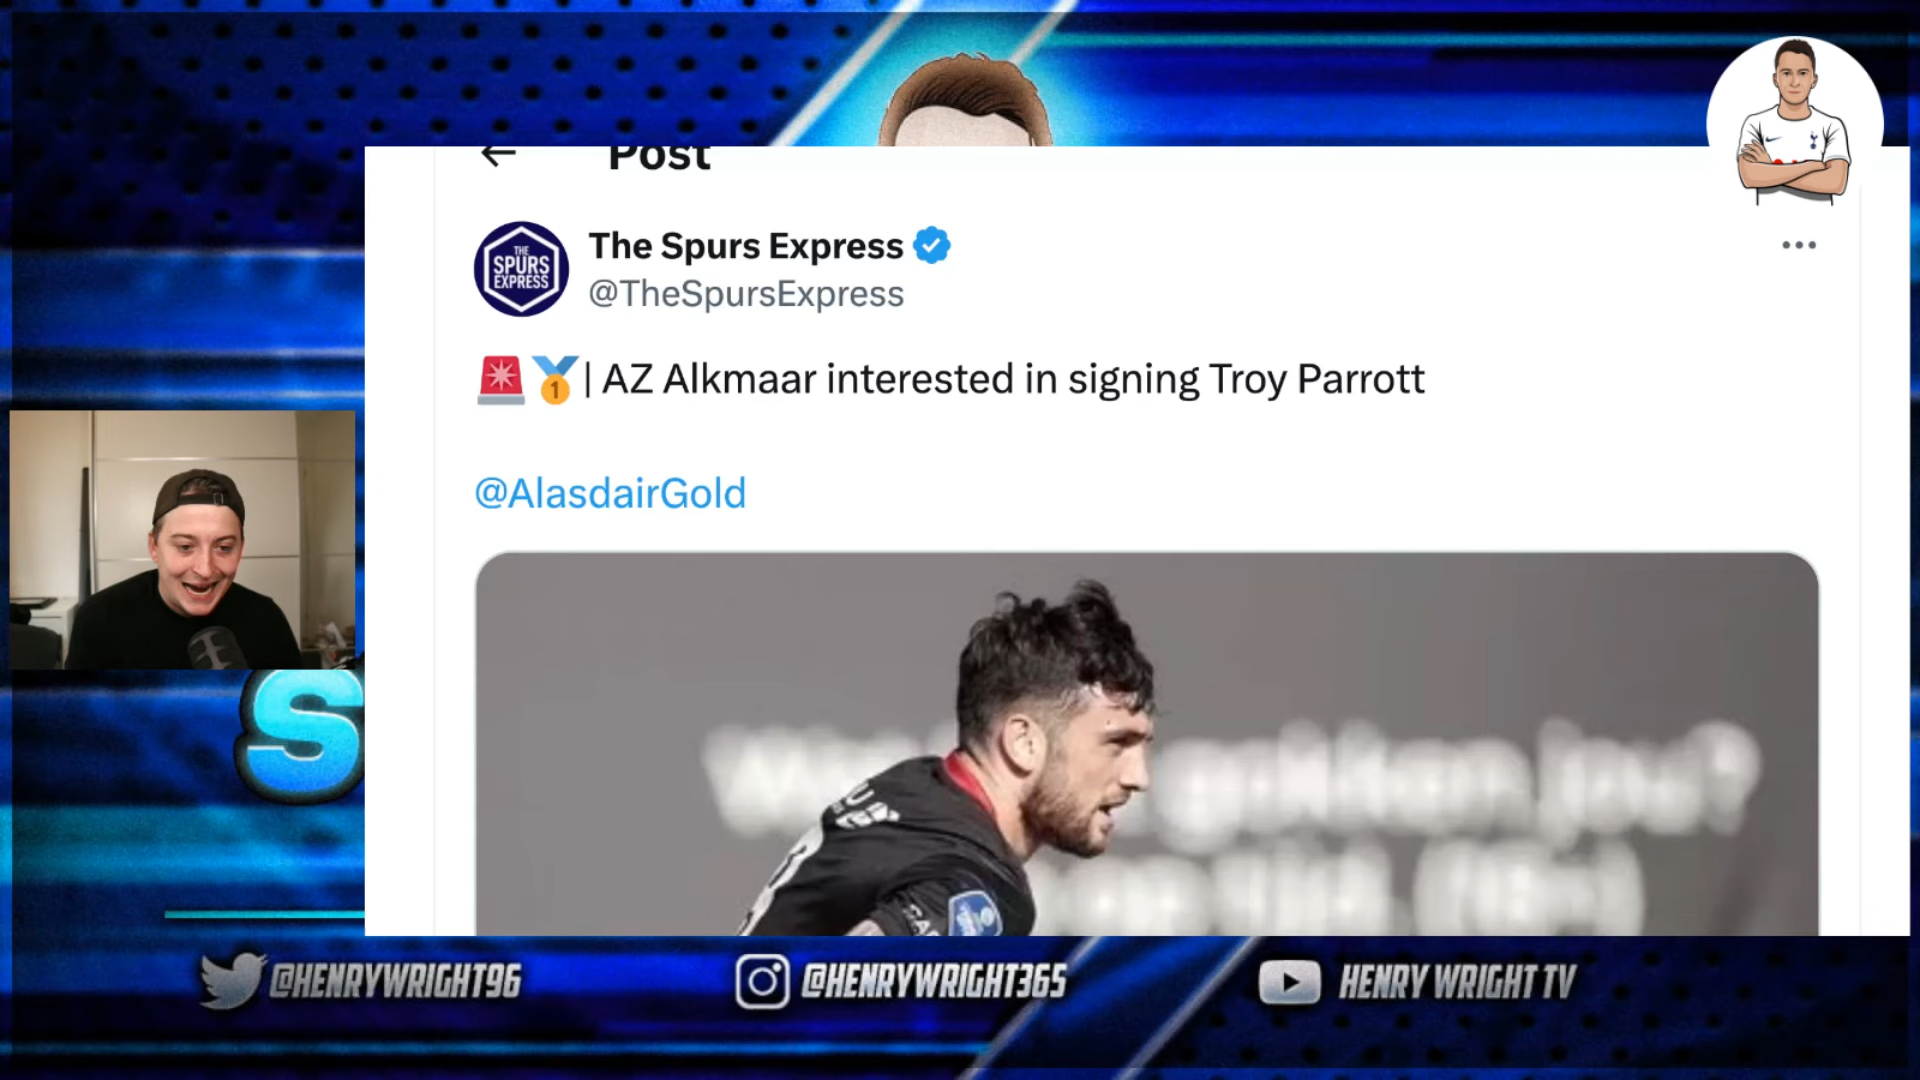 Post
THE
SPURS
EXPRESS
The Spurs Express
@TheSpursExpress
| AZ Alkmaar interested in signing Troy Parrott
@AlasdairGold
S
@HENRYWRIGHT96
@HENRYWRIGHT365
HENRY WRIGHT TV